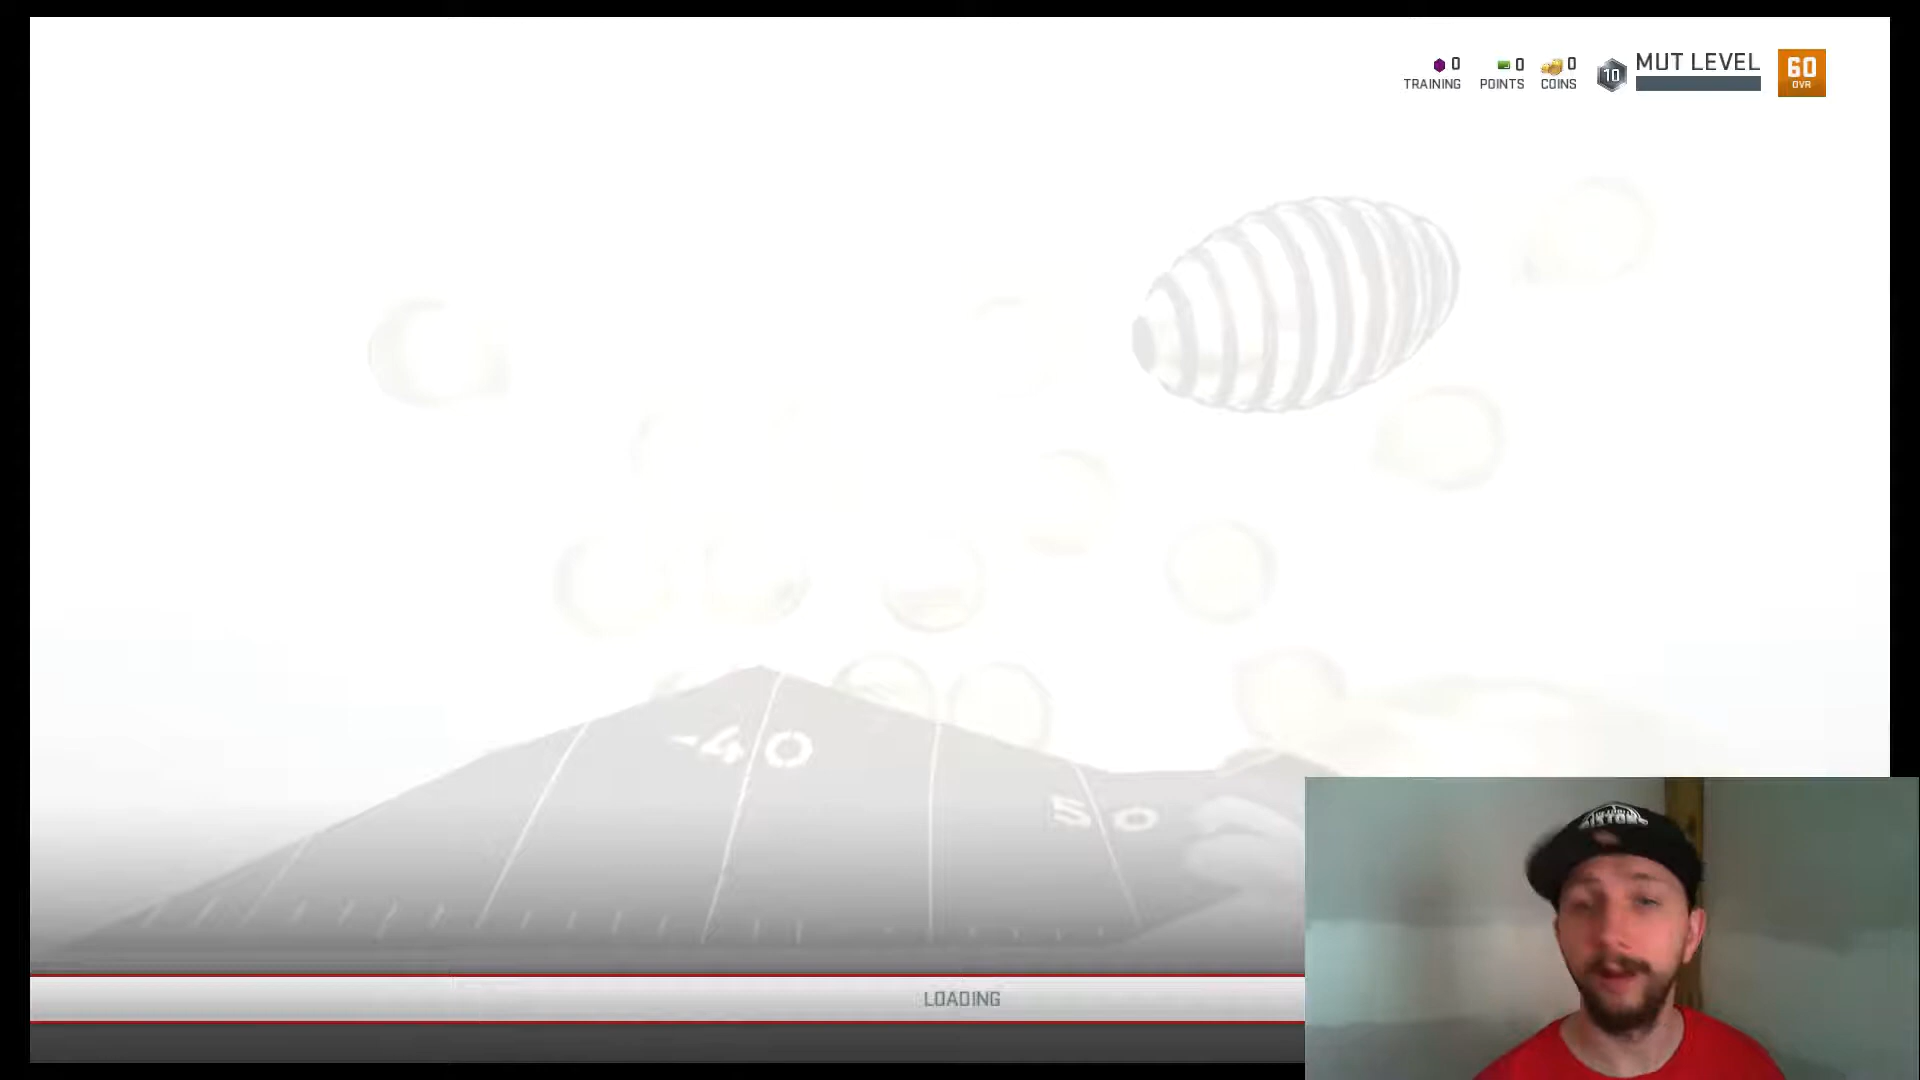 0 0 0
TRAINING POINTS COINS
10 MUT LEVEL
60
OVR
-40
50
LOADING